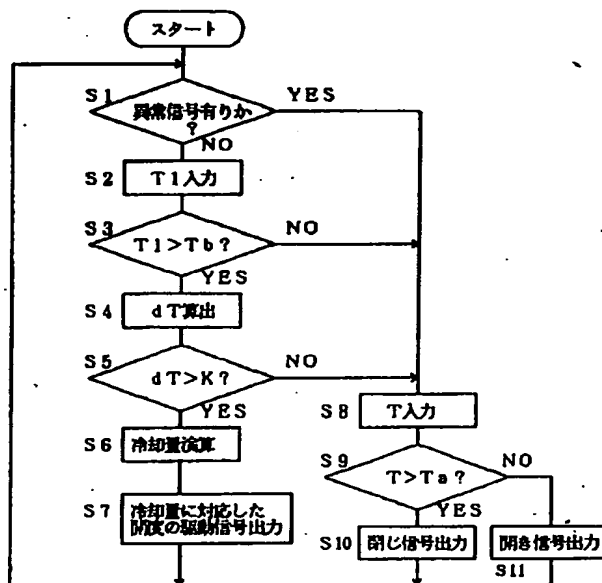 スタート
S1
異常信号有りか
?
YES
NO
S2
T1入力
S3
T1>Tb?
NO
YES
S4
dT算出
S5
dT>K?
NO
YES
S6
冷却量演算
S7
冷却量に対応した
開度の駆動信号出力
S8
T入力
S9
T>Ta?
NO
YES
S10
閉じ信号出力
開き信号出力
S11